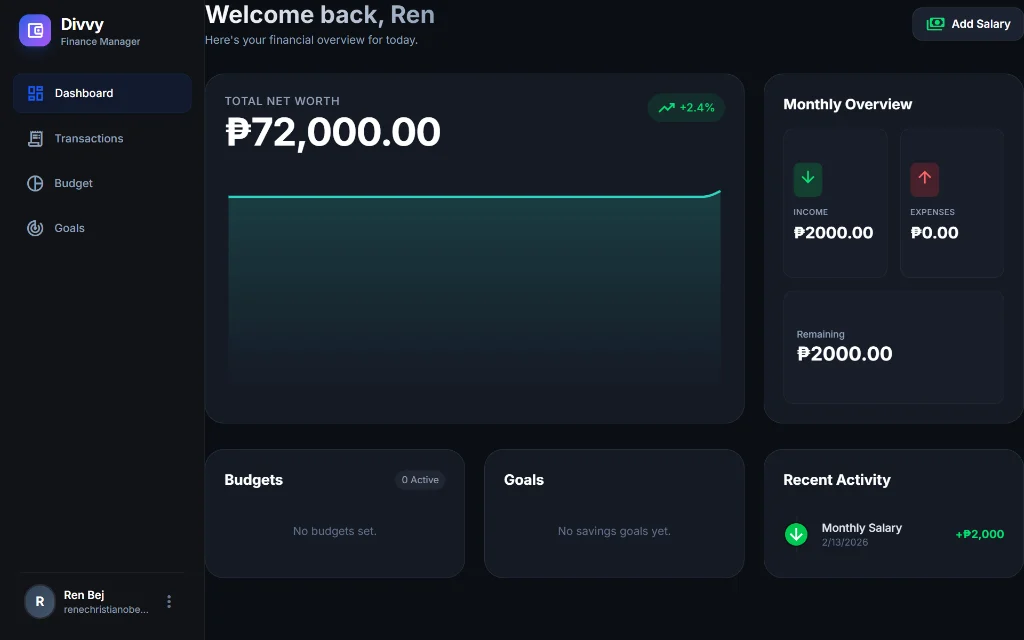 Divvy
Finance Manager
Dashboard
Transactions
Budget
Goals
Ren Bej
R
renechristianobe...
Welcome back, Ren
Here's your financial overview for today.
Add Salary
TOTAL NET WORTH
₱72,000.00
+2.4%
Monthly Overview
INCOME
₱2000.00
EXPENSES
₱0.00
Remaining
₱2000.00
Budgets
0 Active
No budgets set.
Goals
No savings goals yet.
Recent Activity
Monthly Salary
2/13/2026
+₱2,000